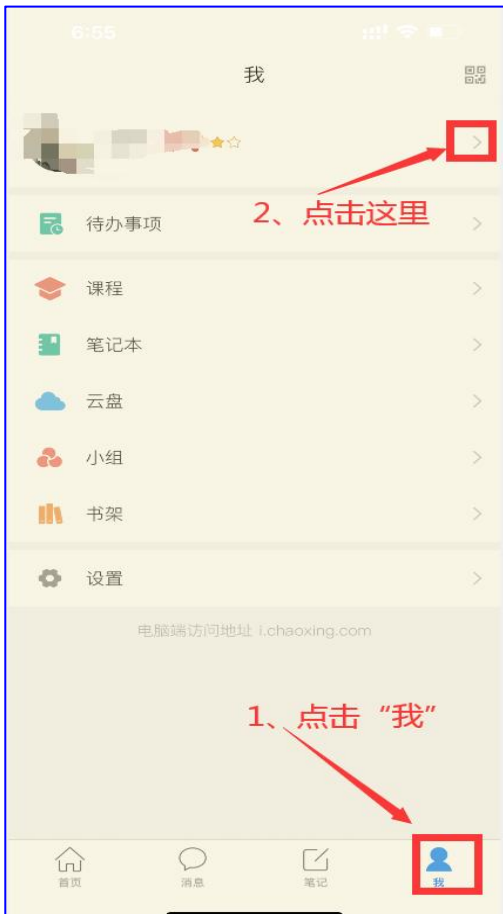 6:55
我
2、点击这里
待办事项
课程
笔记本
云盘
小组
书架
设置
电脑端访问地址 i.chaoxing.com
1、点击“我”
首页
消息
笔记
我